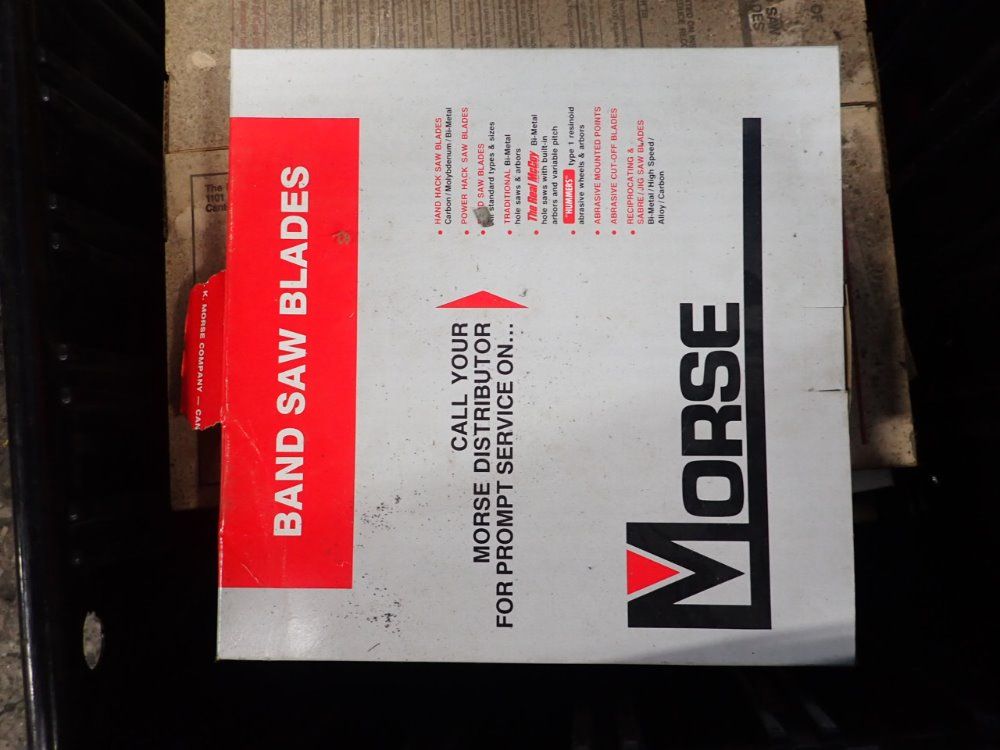 BAND SAW BLADES
CALL YOUR
MORSE DISTRIBUTOR
FOR PROMPT SERVICE ON...
• HAND HACK SAW BLADES
Carbon/Molybdenum/Bi-Metal
• POWER HACK SAW BLADES
SAW BLADES
standard types & sizes
• TRADITIONAL Bi-Metal
hole saws & arbors
• The Real McCoy Bi-Metal
hole saws with built-in
arbors and variable pitch
• "HUMMERS" type 1 resinoid
abrasive wheels & arbors
• ABRASIVE MOUNTED POINTS
• ABRASIVE CUT-OFF BLADES
• RECIPROCATING &
SABRE/JIG SAW BLADES
Bi-Metal/High Speed/
Alloy/Carbon
MORSE
K. MORSE COMPANY — CAN
The
1101
Cant